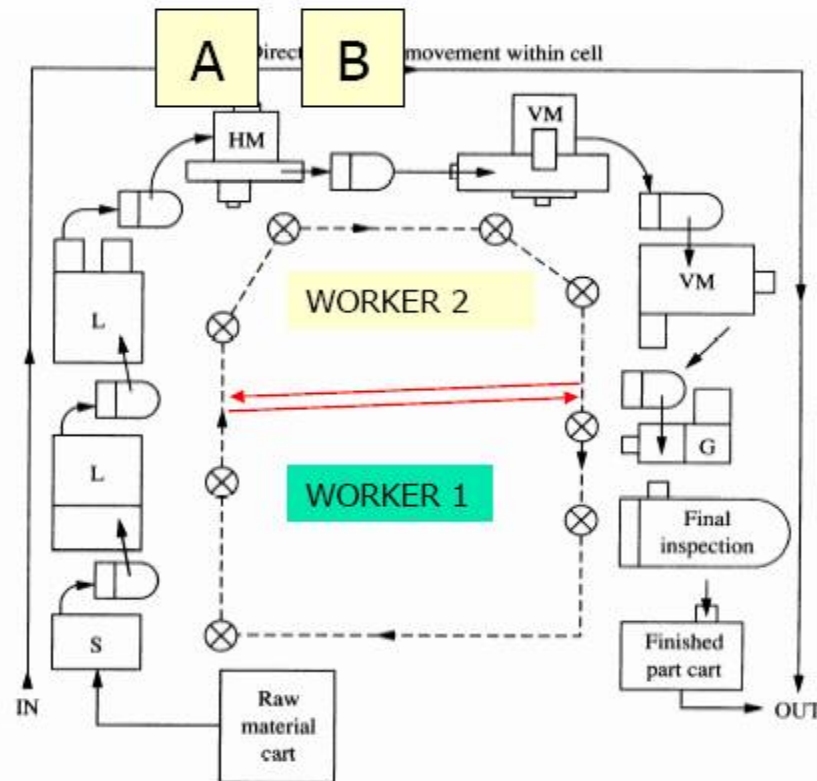 A
B
Direct
movement within cell
HM
VM
L
VM
WORKER 2
L
G
WORKER 1
Final
inspection
S
Finished
part cart
IN
Raw
material
cart
OUT